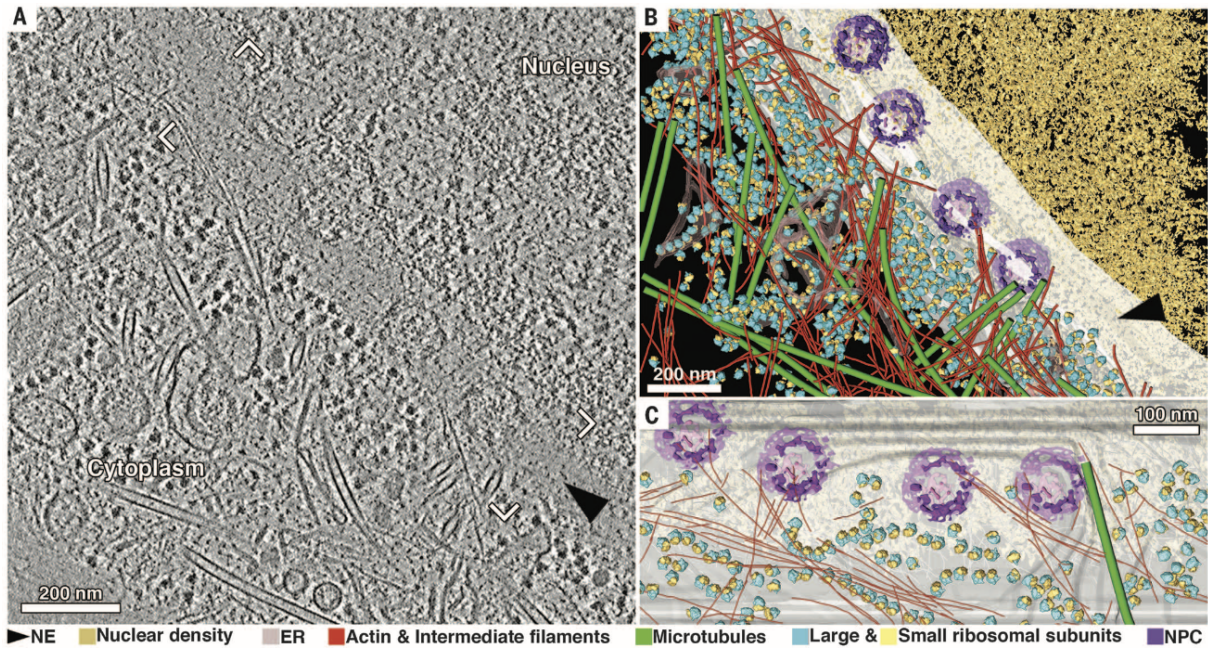 A
Nucleus
Cytoplasm
200 nm
B
200 nm
C
100 nm
NE Nuclear density ER Actin & Intermediate filaments Microtubules Large & Small ribosomal subunits NPC